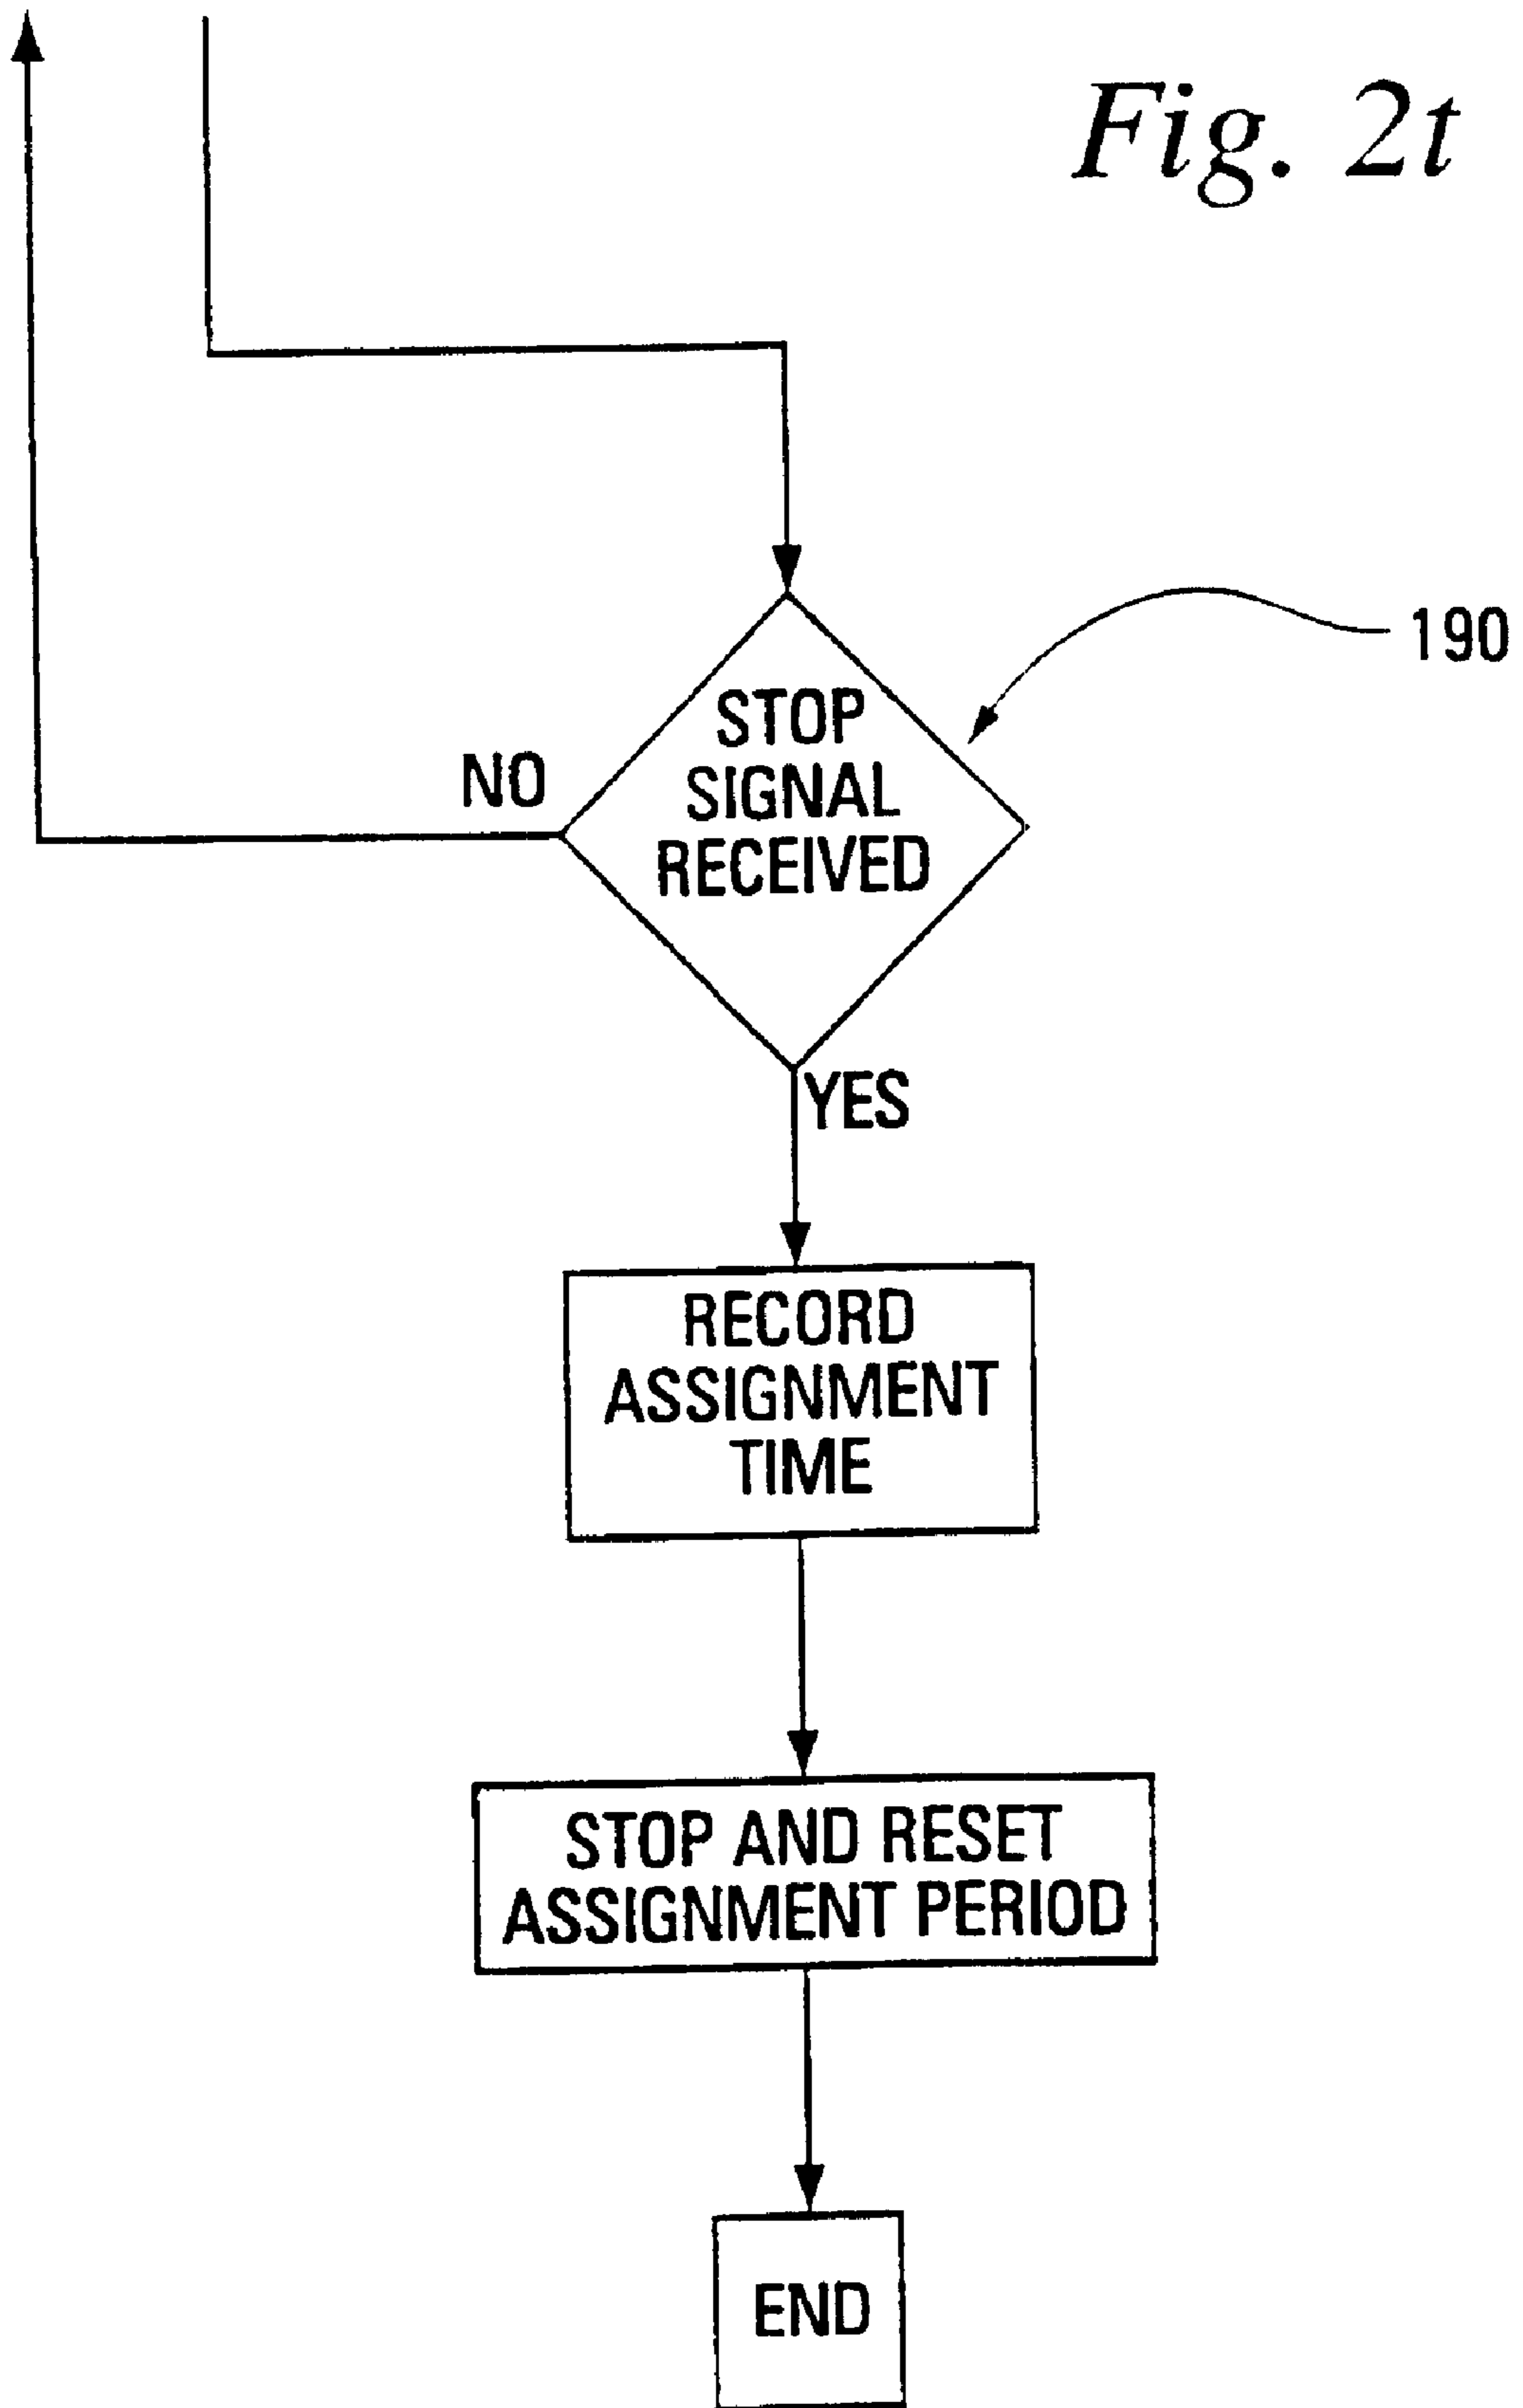 Fig. 2t
190
STOP
SIGNAL
RECEIVED
NO
YES
RECORD
ASSIGNMENT
TIME
STOP AND RESET
ASSIGNMENT PERIOD
END